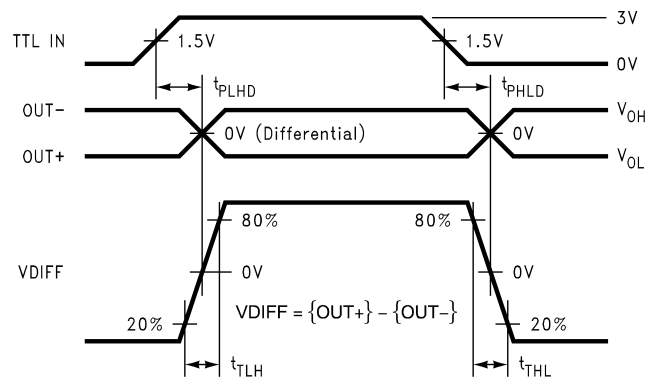 3V
TTL IN
1.5V
1.5V
0V
tPLHD
tPHLD
OUT-
VOH
0V (Differential)
0V
OUT+
VOL
80%
80%
VDIFF
0V
0V
VDIFF = {OUT+} - {OUT-}
20%
20%
tTLH
tTHL